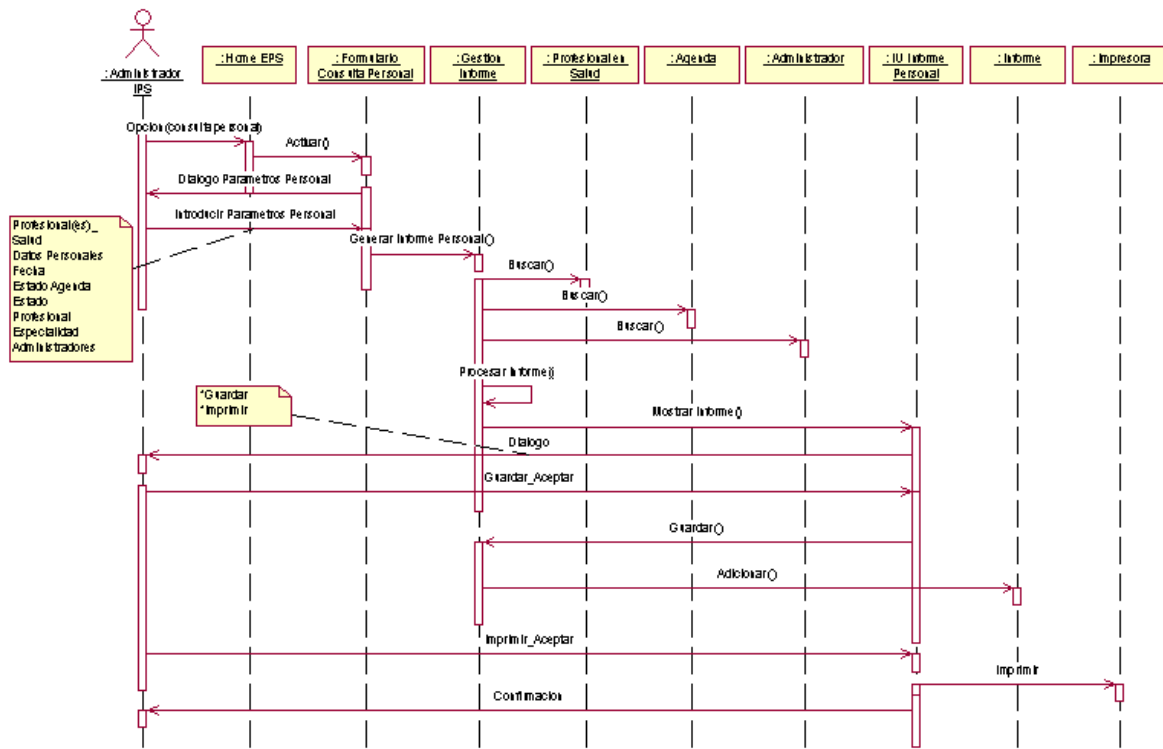 : Administrador
IPS
: Home EPS
: Formulario
Consulta Personal
: Gestion
Informe
: Profesional en
Salud
: Agenda
: Administrador
: IU Informe
Personal
: Informe
: Impresora
Opcion(consulta personal)
Actuar()
Dialogo Parametros Personal
Introducir Parametros Personal
Profesional(es)_
Salud
Datos Personales
Fecha
Estado Agenda
Estado
Profesional
Especialidad
Administradores
Generar Informe Personal()
Buscar()
Buscar()
Buscar()
Procesar Informe()
*Guardar
*Imprimir
Mostrar Informe()
Dialogo
Guardar_Aceptar
Guardar()
Adicionar()
Imprimir_Aceptar
Imprimir
Confirmacion